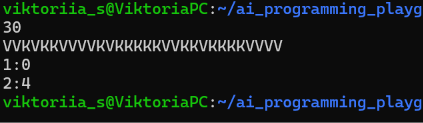 viktoriia_s@ViktoriaPC:~/ai_programming_playg
30
VVKVKKVVVVKVKKKKKVVKKVKKKKVVVV
1:0
2:4
viktoriia_s@ViktoriaPC:~/ai_programming_playg